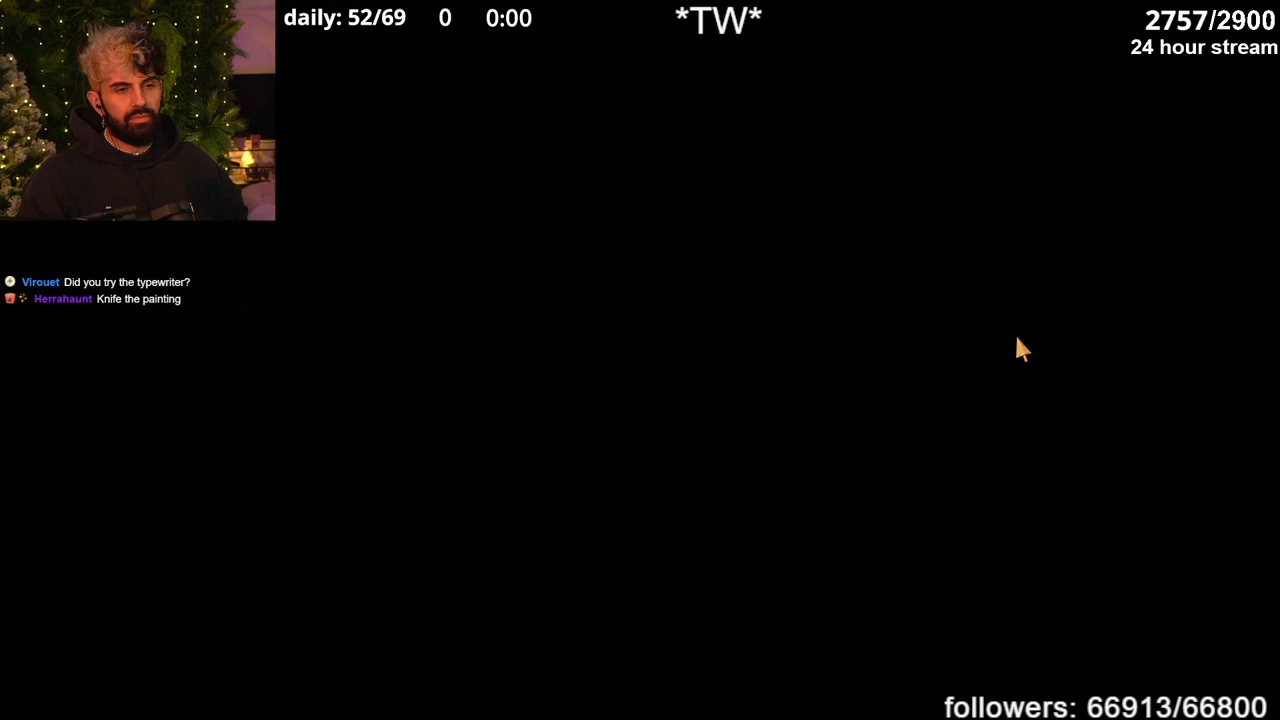 daily: 52/69 0 0:00 *TW* 2757/2900
24 hour stream
Virouet Did you try the typewriter?
Herrahaunt Knife the painting
followers: 66913/66800